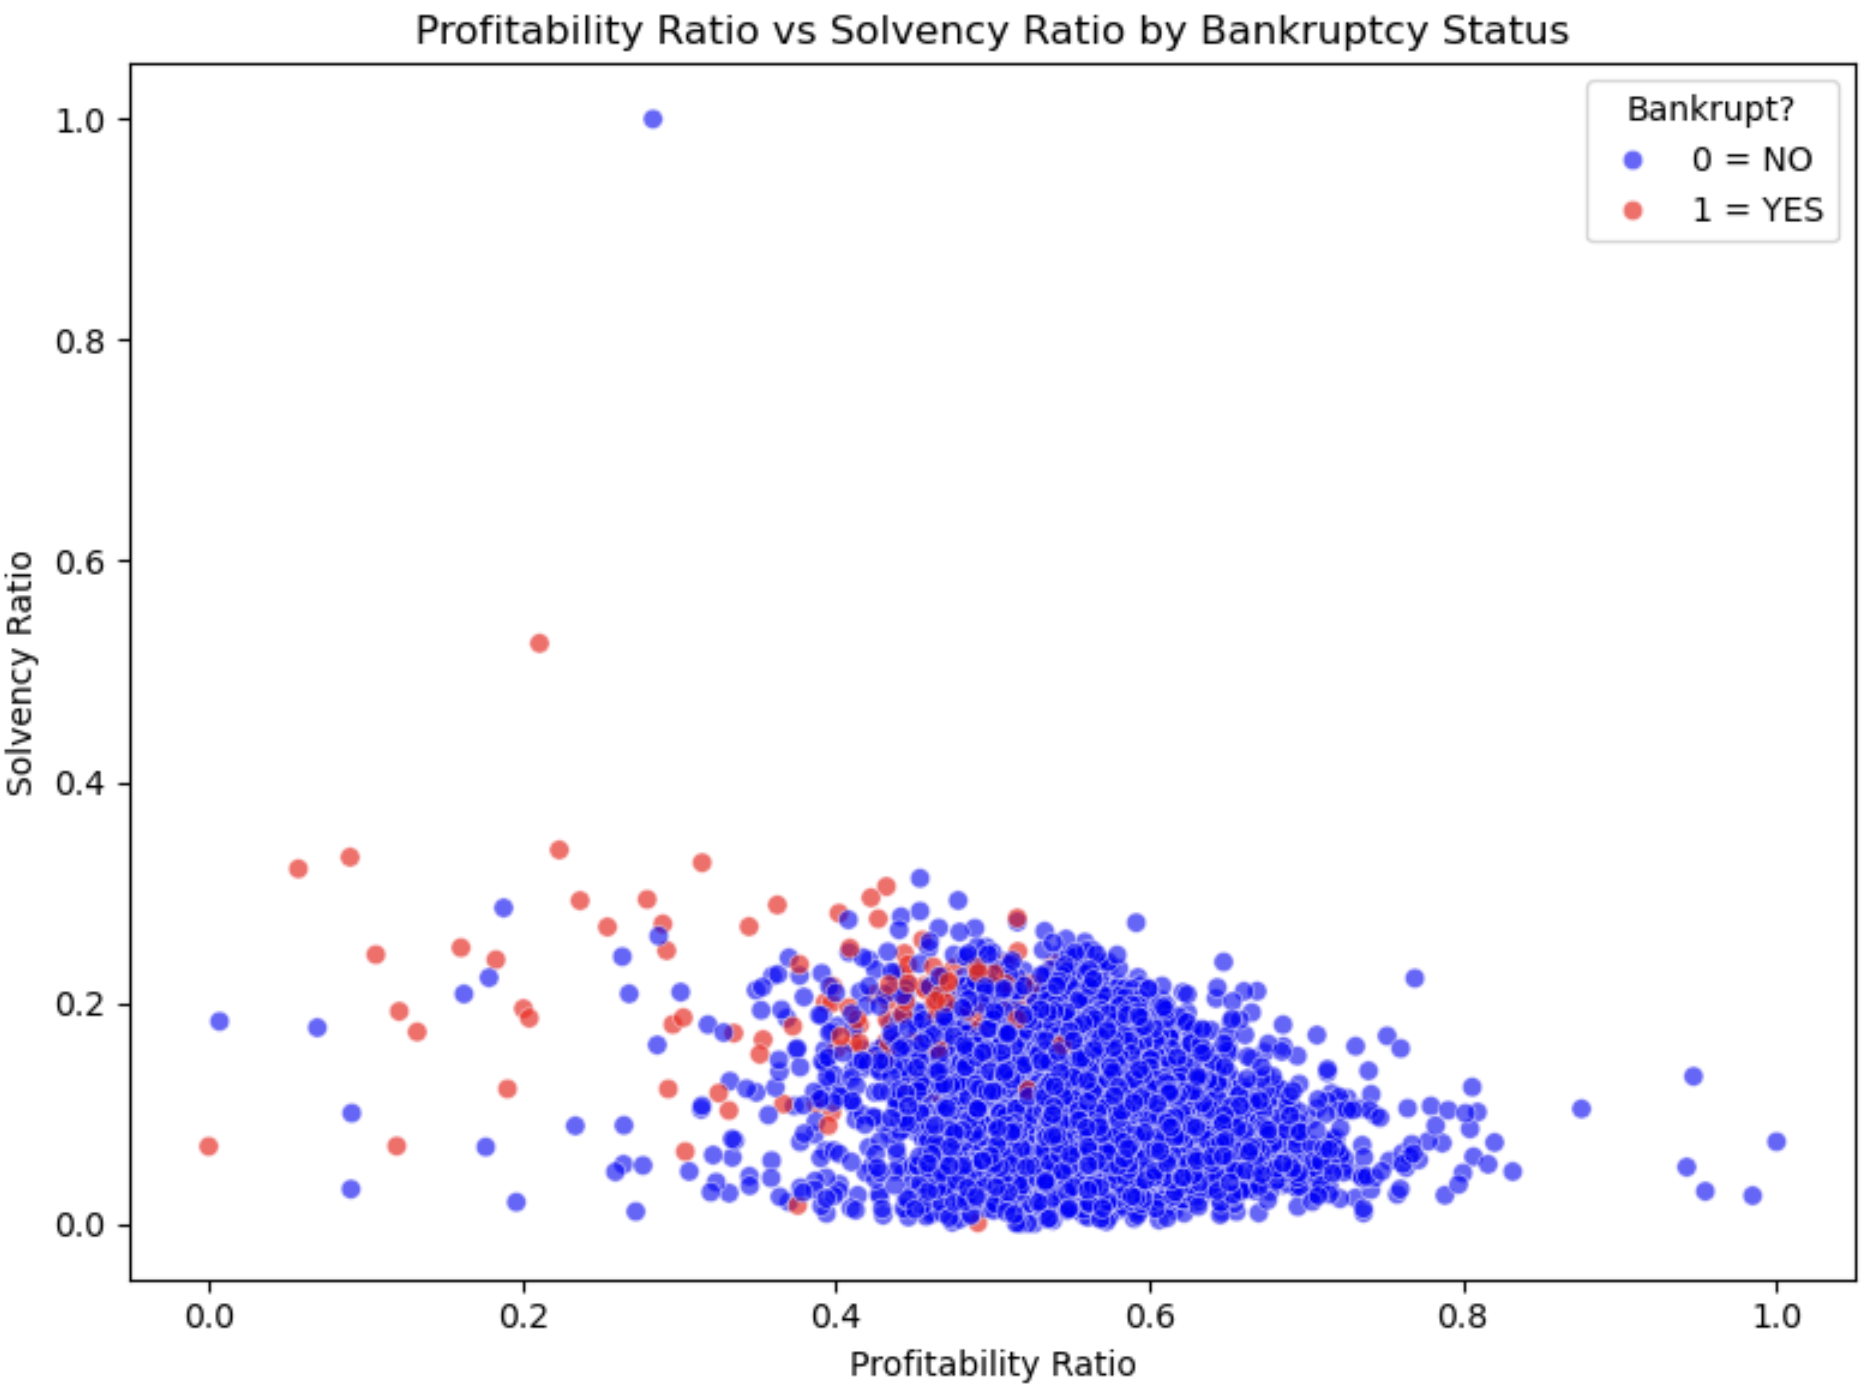 Profitability Ratio vs Solvency Ratio by Bankruptcy Status
Bankrupt?
0 = NO
1 = YES
Solvency Ratio
1.0
0.8
0.6
0.4
0.2
0.0
0.0 0.2 0.4 0.6 0.8 1.0
Profitability Ratio